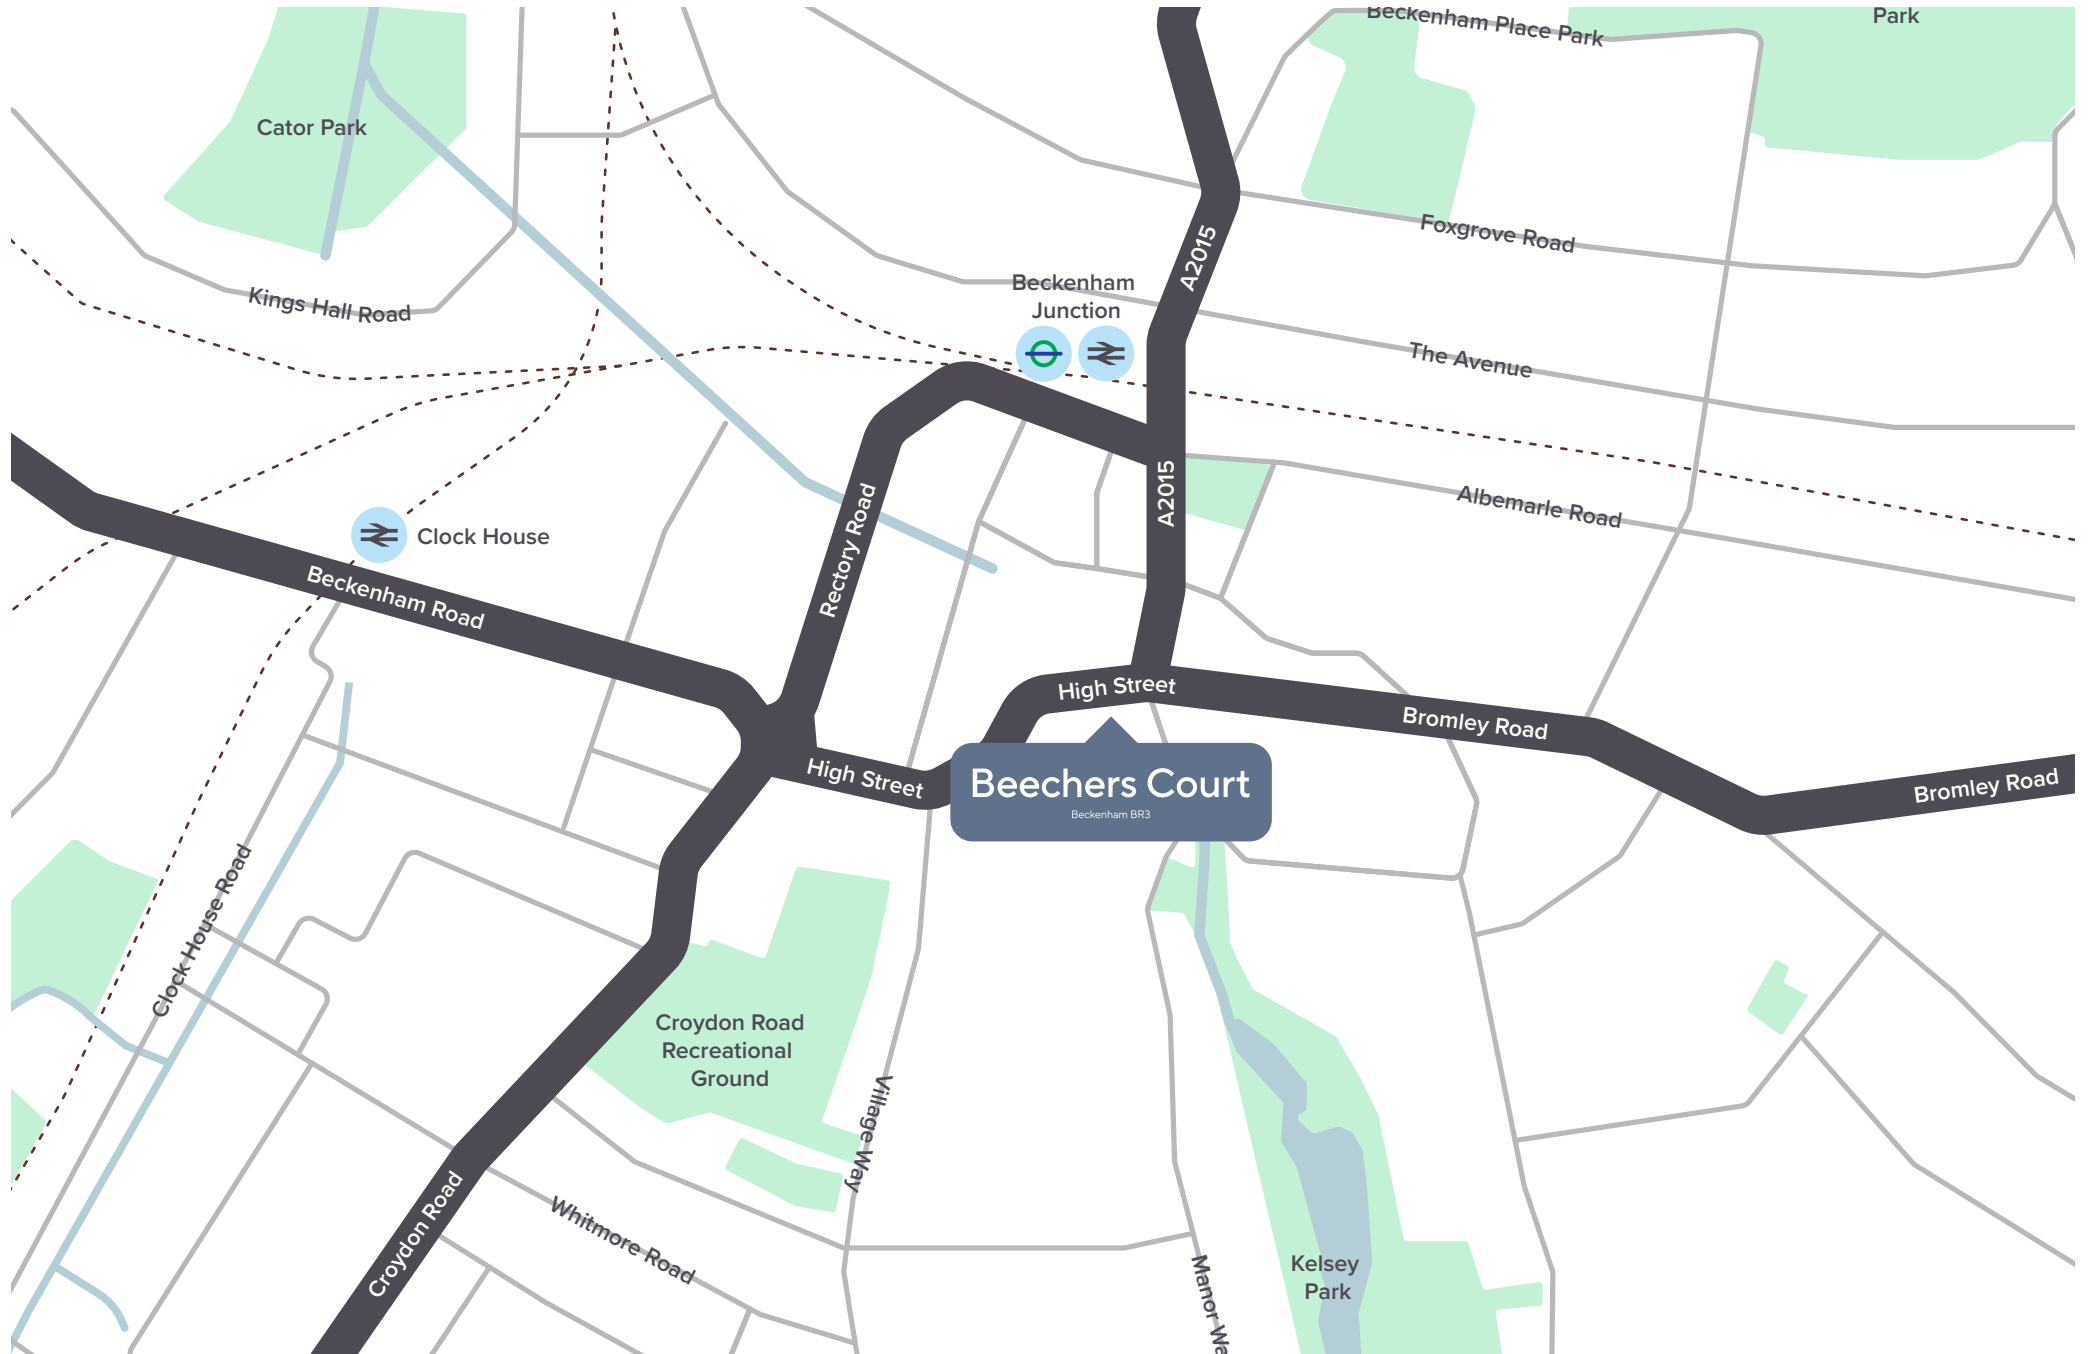 Beckenham Place Park
Park
Cator Park
Foxgrove Road
A2015
Kings Hall Road
Beckenham
Junction
The Avenue
A2015
Albemarle Road
Rectory Road
Clock House
Beckenham Road
High Street
Bromley Road
High Street
Bromley Road
Beechers Court
Beckenham BR3
Clock House Road
Croydon Road
Recreational
Ground
Village Way
Croydon Road
Whitmore Road
Kelsey
Park
Manor Wa